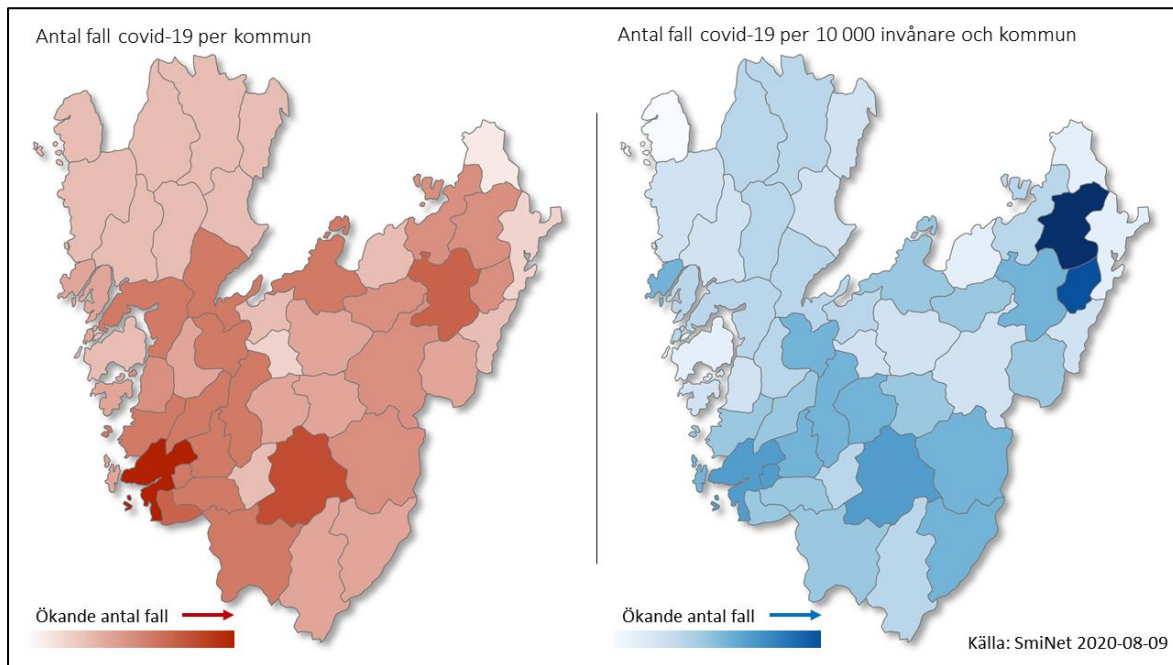 Antal fall covid-19 per kommun
Antal fall covid-19 per 10 000 invånare och kommun
Ökande antal fall
Ökande antal fall
Källa: SmiNet 2020-08-09